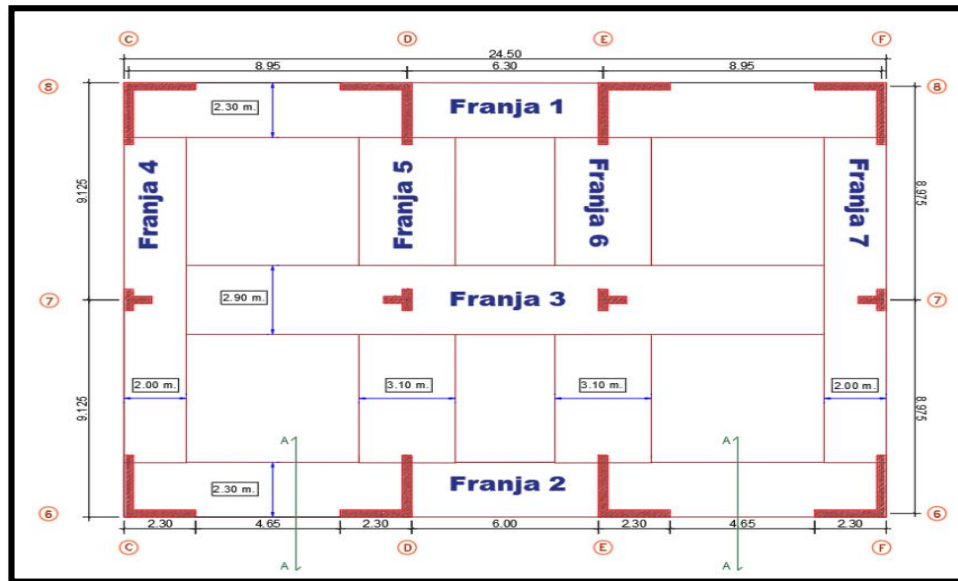 C D E F
24.50
8.95 6.30 8.95
8 8
2.30 m. Franja 1
Franja 4 Franja 5 Franja 6 Franja 7
9.125 8.975
2.90 m. Franja 3
7 7
2.00 m. 3.10 m. 3.10 m. 2.00 m.
9.125 8.975
A A
2.30 m. Franja 2
6 6
2.30 4.65 2.30 6.00 2.30 4.65 2.30
C D E F
A A